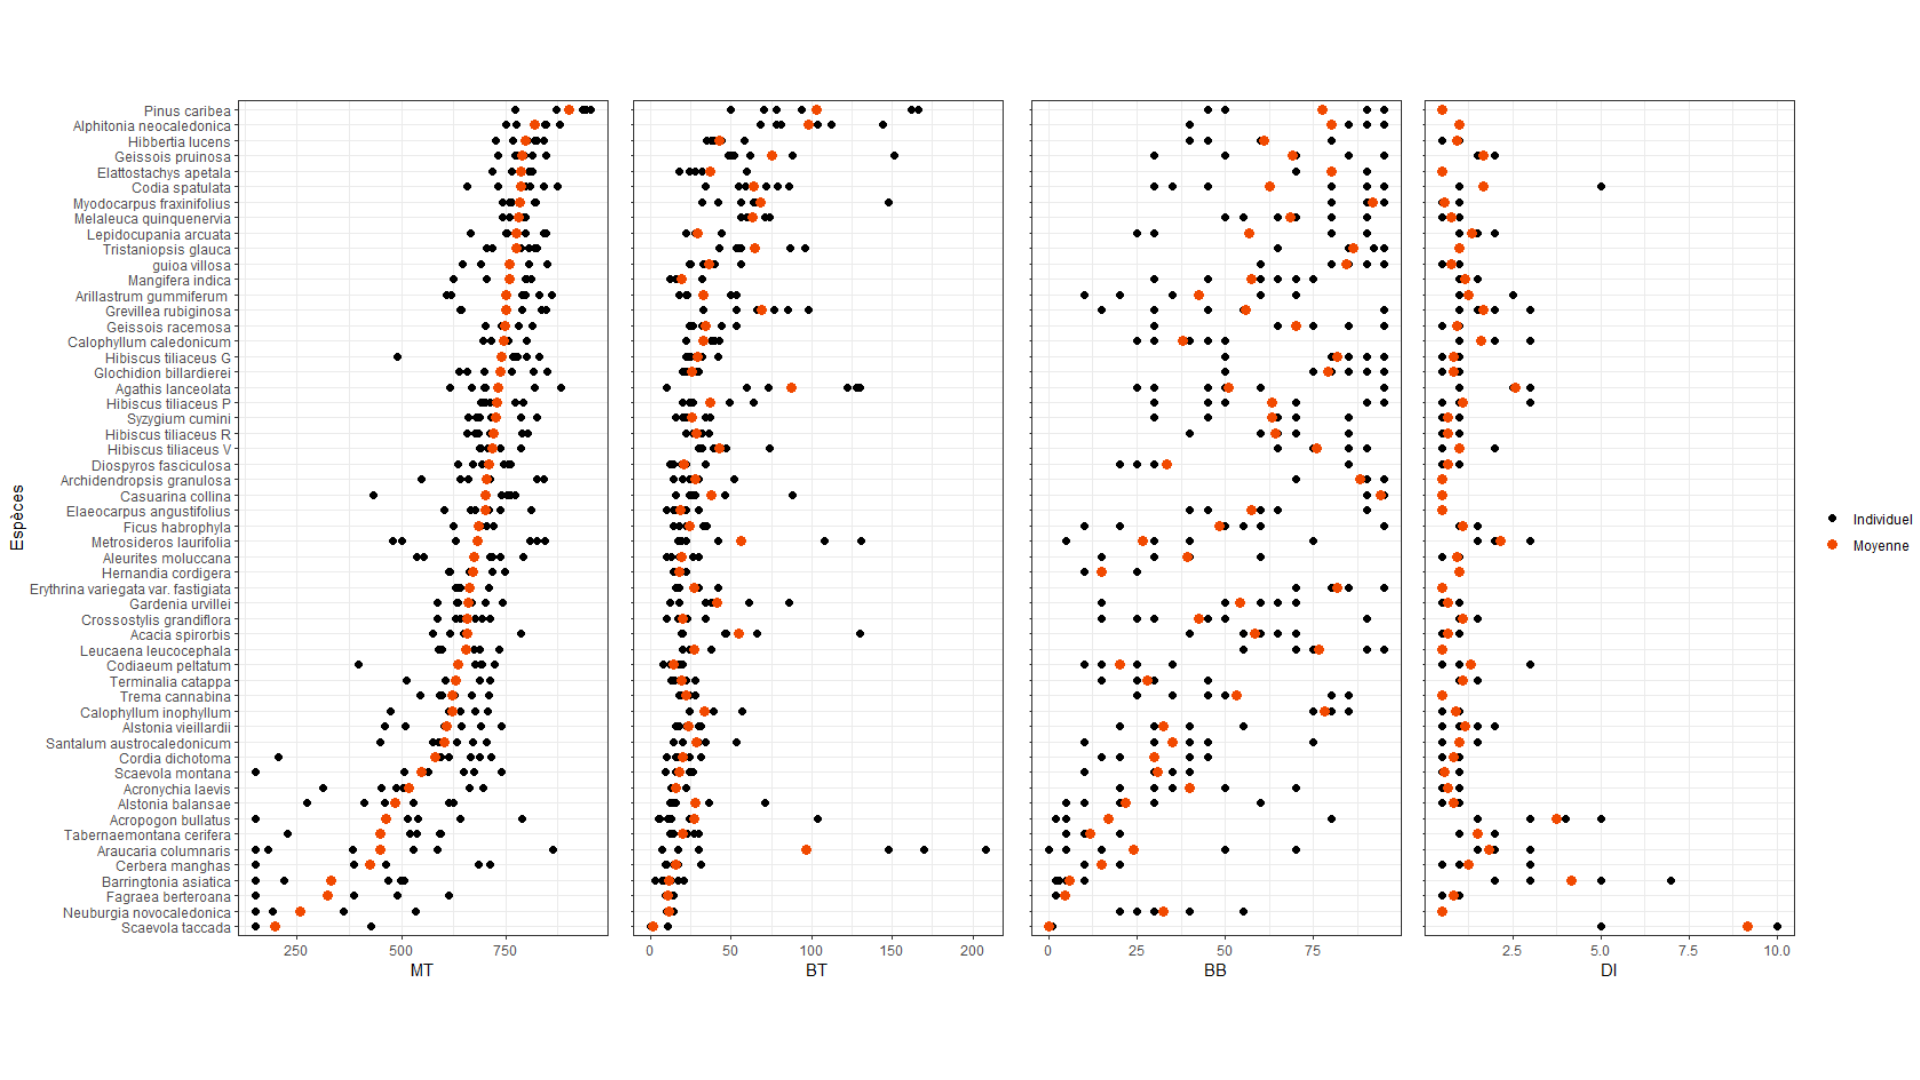 Pinus caribea
Alphitonia neocaledonica
Hibbertia lucens
Geissois pruinosa
Elattostachys apetala
Codia spatulata
Myodocarpus fraxinifolius
Melaleuca quinquenervia
Lepidocupania arcuata
Tristaniopsis glauca
guioa villosa
Mangifera indica
Arillastrum gummiferum
Grevillea rubiginosa
Geissois racemosa
Calophyllum caledonicum
Hibiscus tiliaceus G
Glochidion billardierei
Agathis lanceolata
Hibiscus tiliaceus P
Syzygium cumini
Hibiscus tiliaceus R
Hibiscus tiliaceus V
Diospyros fasciculosa
Archidendropsis granulosa
Casuarina collina
Elaeocarpus angustifolius
Ficus habrophyla
Metrosideros laurifolia
Aleurites moluccana
Hernandia cordigera
Erythrina variegata var. fastigiata
Gardenia urvillei
Crossostylis grandiflora
Acacia spirorbis
Leucaena leucocephala
Codiaeum peltatum
Terminalia catappa
Trema cannabina
Calophyllum inophyllum
Alstonia vieillardii
Santalum austrocaledonicum
Cordia dichotoma
Scaevola montana
Acronychia laevis
Alstonia balansae
Acropogon bullatus
Tabernaemontana cerifera
Araucaria columnaris
Cerbera manghas
Barringtonia asiatica
Fagraea berteroana
Neuburgia novocaledonica
Scaevola taccada
Espèces
250 500 750
MT
0 50 100 150 200
BT
0 25 50 75
BB
2.5 5.0 7.5 10.0
DI
Individuel
Moyenne